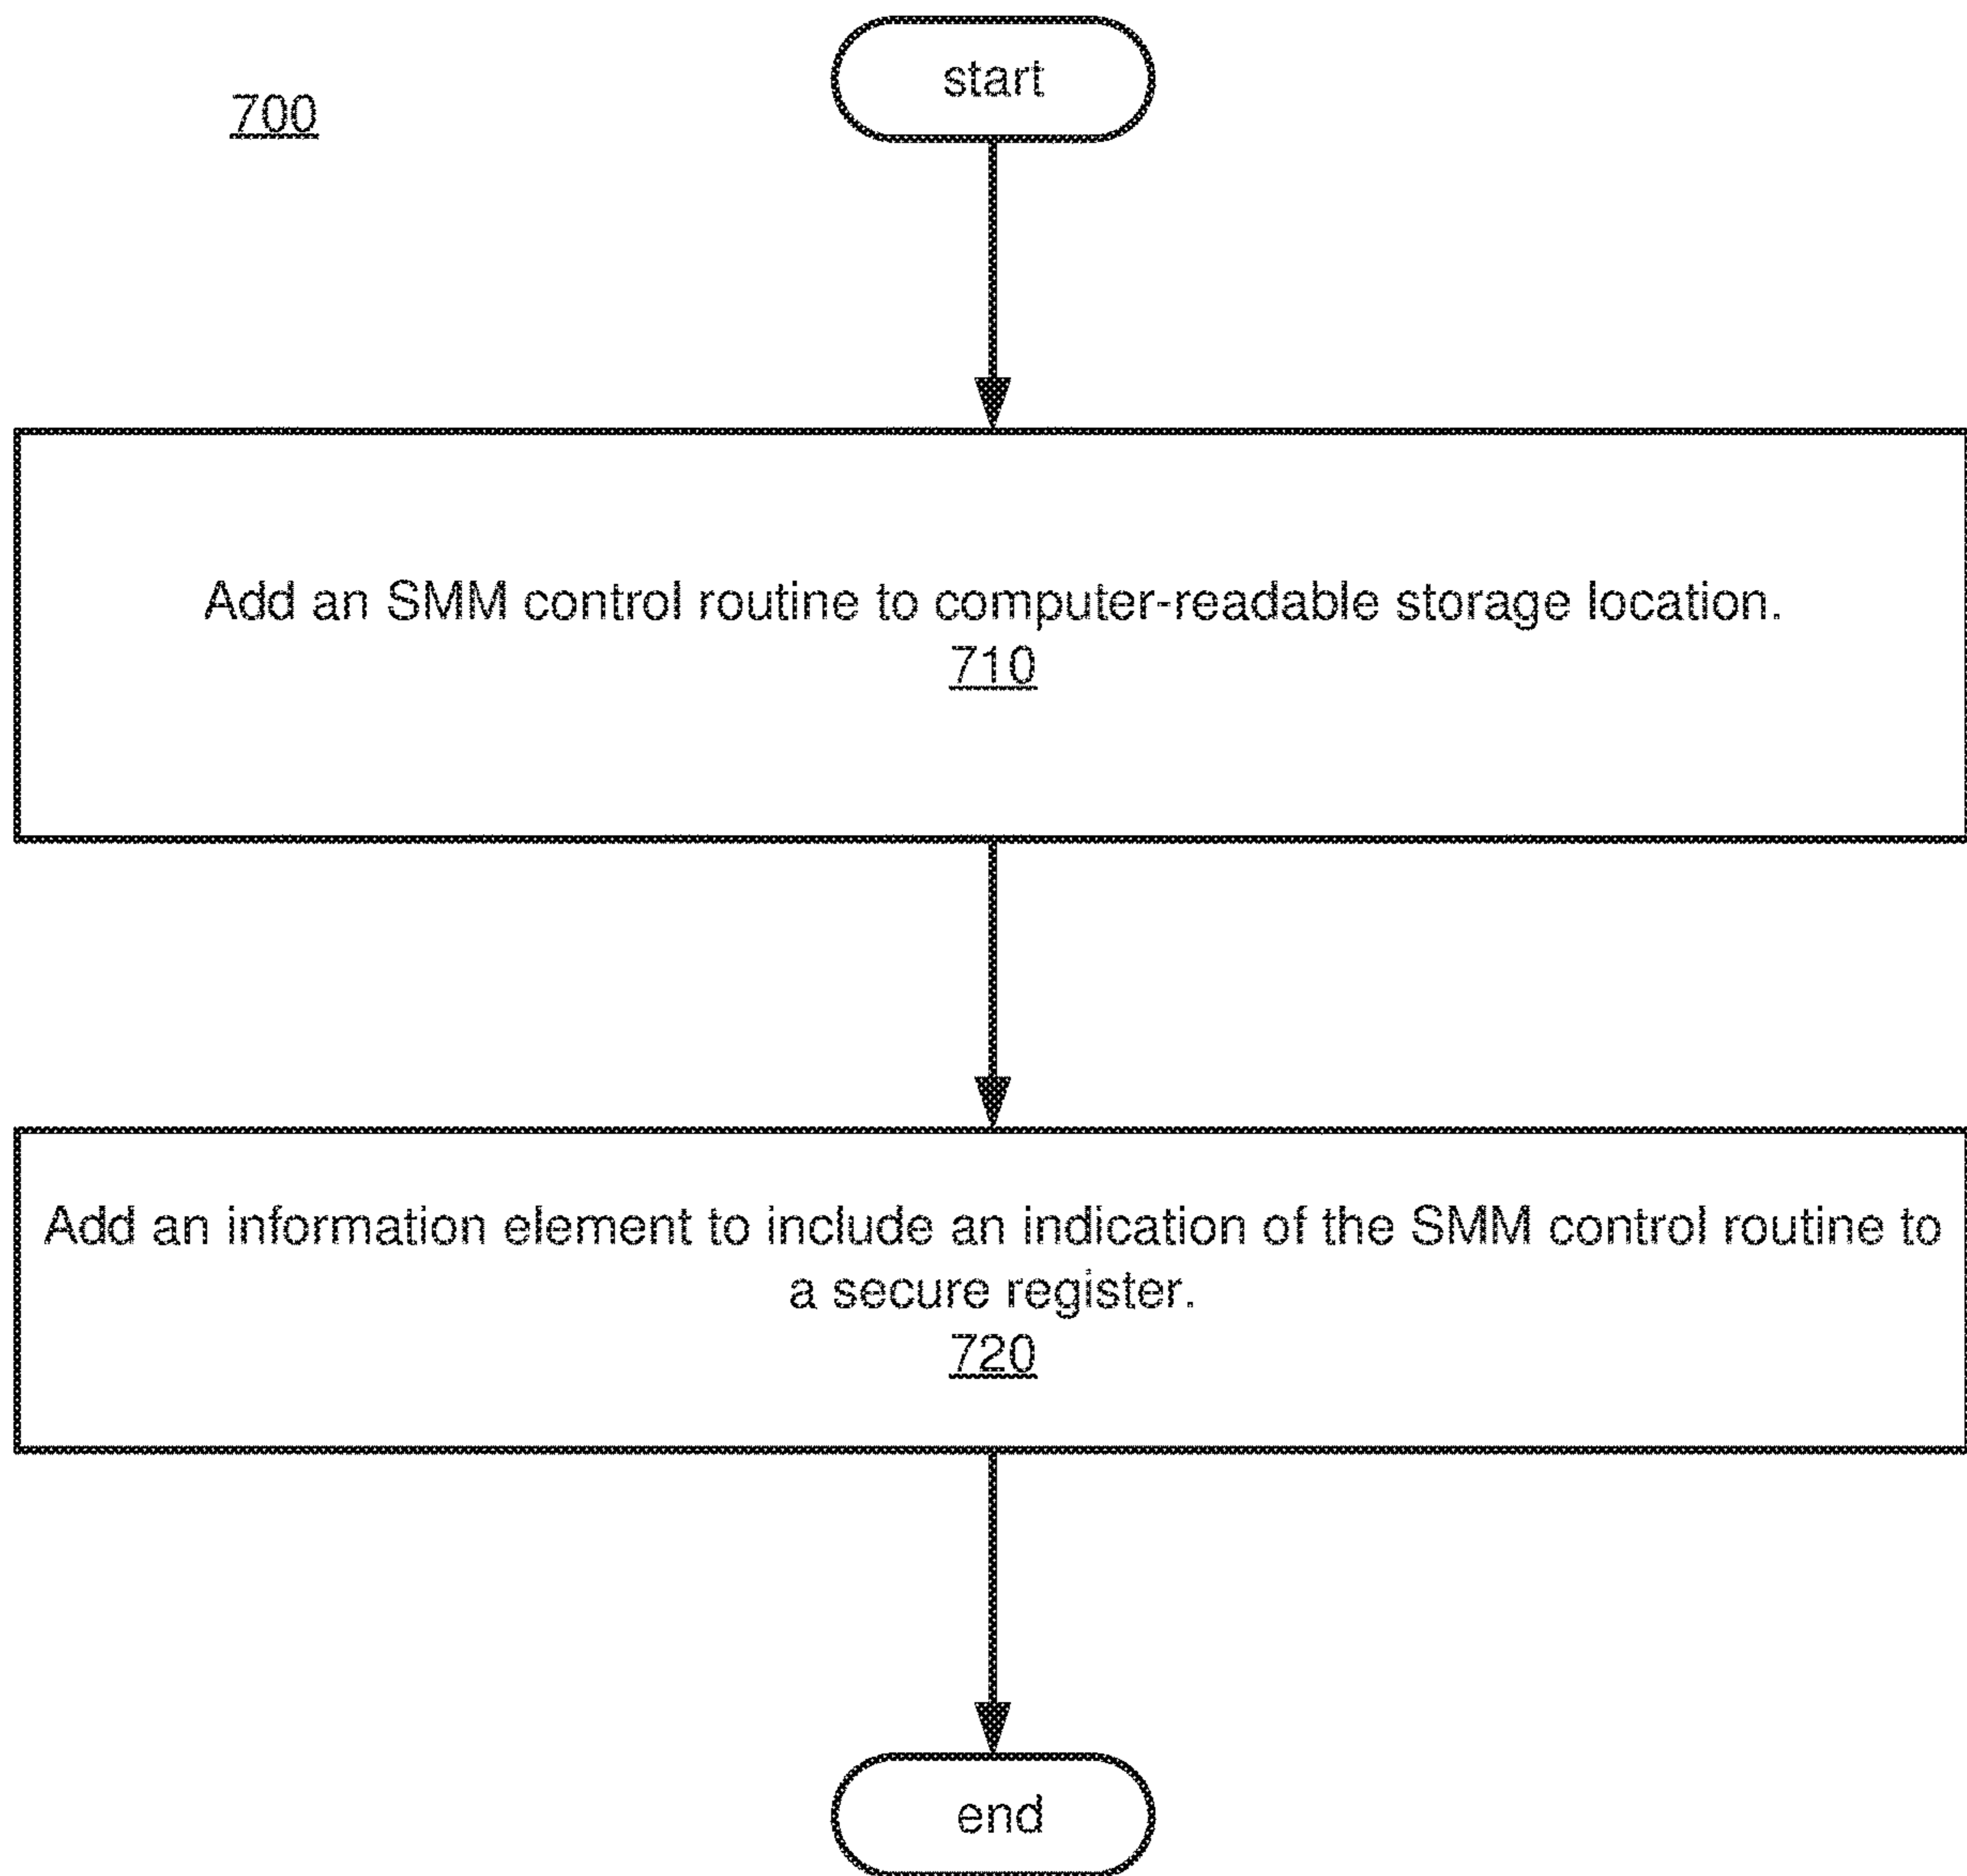 start
700
Add an SMM control routine to computer-readable storage location.
710
Add an information element to include an indication of the SMM control routine to
a secure register.
720
end